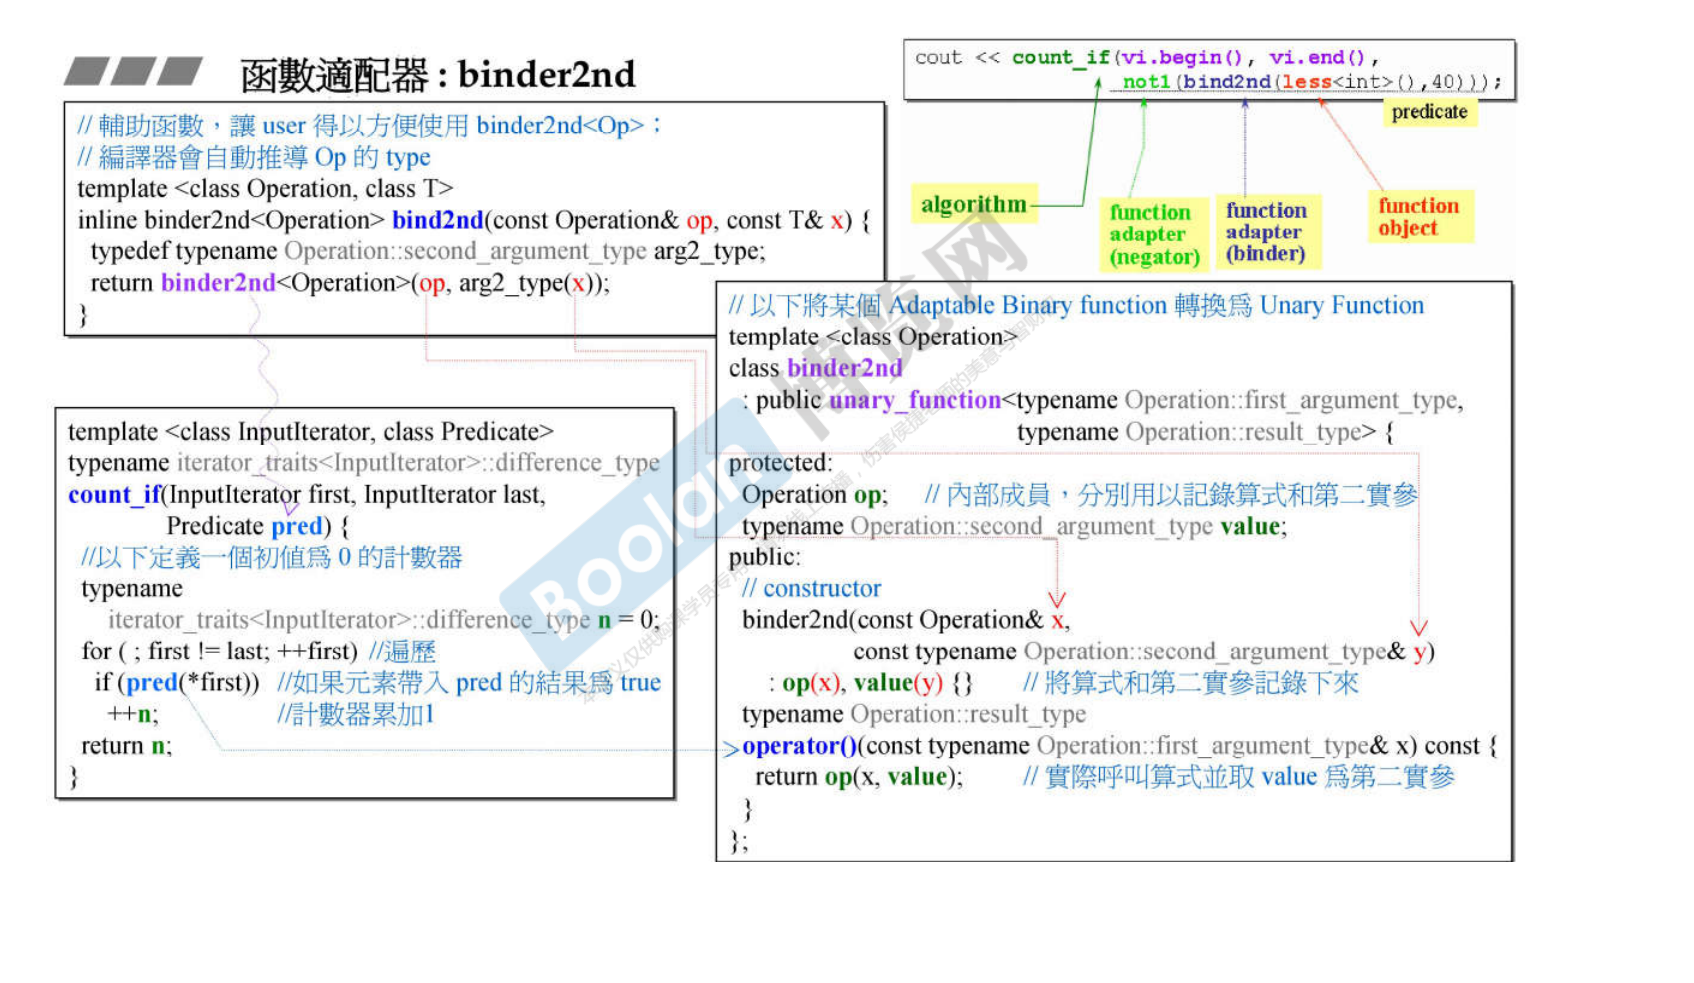 函數適配器 : binder2nd
cout << count_if(vi.begin(), vi.end(),
not1(bind2nd(less<int>(),40)));
predicate
algorithm
function
adapter
(negator)
function
adapter
(binder)
function
object
// 輔助函數，讓 user 得以方便使用 binder2nd<Op>；
// 編譯器會自動推導 Op 的 type
template <class Operation, class T>
inline binder2nd<Operation> bind2nd(const Operation& op, const T& x) {
typedef typename Operation::second_argument_type arg2_type;
return binder2nd<Operation>(op, arg2_type(x));
}
template <class InputIterator, class Predicate>
typename iterator_traits<InputIterator>::difference_type
count_if(InputIterator first, InputIterator last,
Predicate pred) {
//以下定義一個初值為 0 的計數器
typename
iterator_traits<InputIterator>::difference_type n = 0;
for ( ; first != last; ++first) //遍歷
if (pred(*first)) //如果元素帶入 pred 的結果為 true
++n; //計數器累加1
return n;
}
// 以下將某個 Adaptable Binary function 轉換為 Unary Function
template <class Operation>
class binder2nd
: public unary_function<typename Operation::first_argument_type,
typename Operation::result_type> {
protected:
Operation op; // 內部成員，分別用以記錄算式和第二實參
typename Operation::second_argument_type value;
public:
// constructor
binder2nd(const Operation& x,
const typename Operation::second_argument_type& y)
: op(x), value(y) {} // 將算式和第二實參記錄下來
typename Operation::result_type
operator()(const typename Operation::first_argument_type& x) const {
return op(x, value); // 實際呼叫算式並取 value 為第二實參
}
};
Boolan 博览网